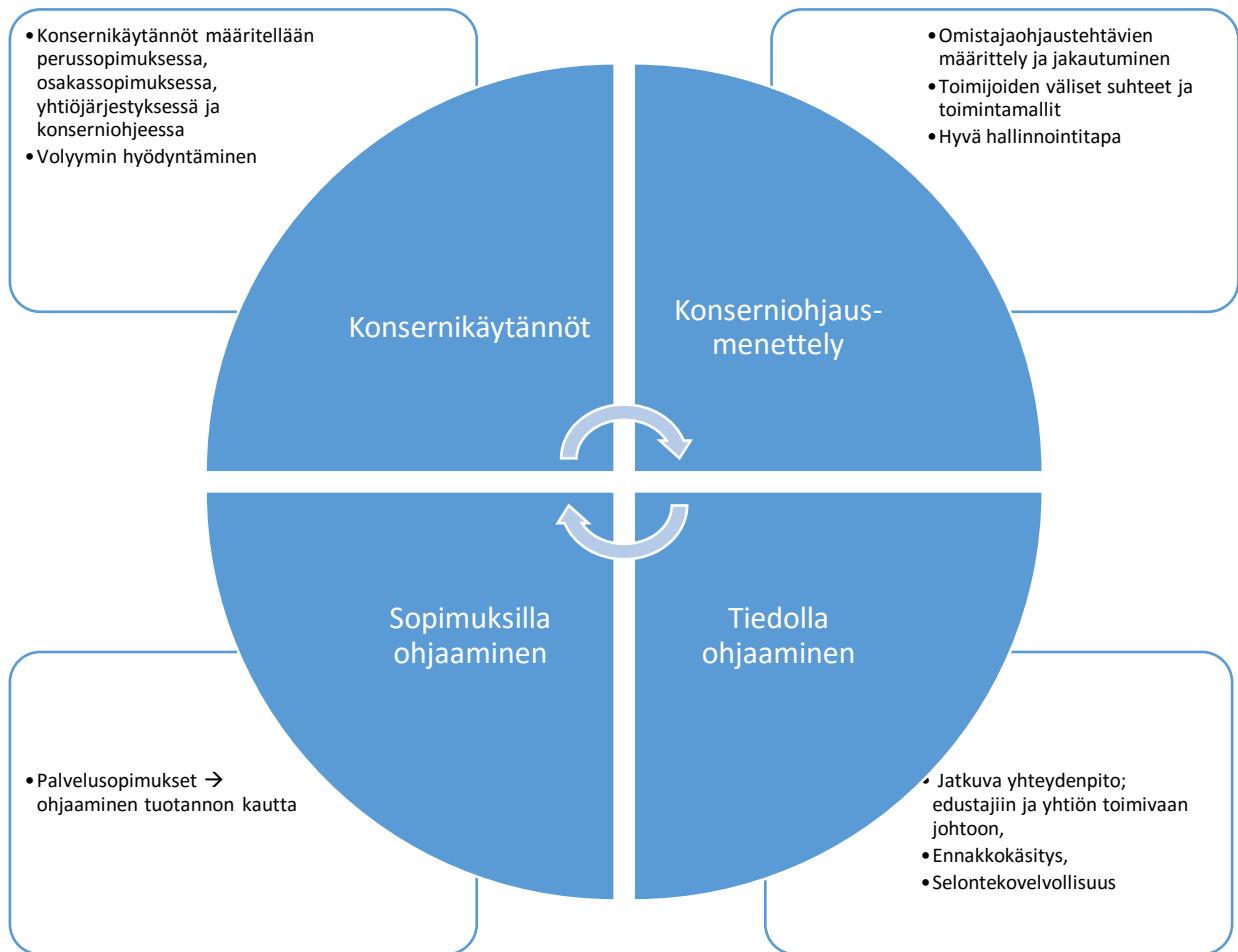 •Konsernikäytännöt määritellään
perussopimuksessa,
osakassopimuksessa,
yhtiöjärjestyksessä ja
konserniohjeessa
•Volyymin hyödyntäminen
•Omistajaohjaustehtävien
määrittely ja jakautuminen
•Toimijoiden väliset suhteet ja
toimintamallit
•Hyvä hallinnointitapa
Konsernikäytännöt
Konserniohjaus-
menettely
Sopimuksilla
ohjaaminen
Tiedolla
ohjaaminen
•Palvelusopimukset →
ohjaaminen tuotannon kautta
• Jatkuva yhteydenpito;
edustajiin ja yhtiön toimivaan
johtoon,
•Ennakkokäsitys,
•Selontekovelvollisuus